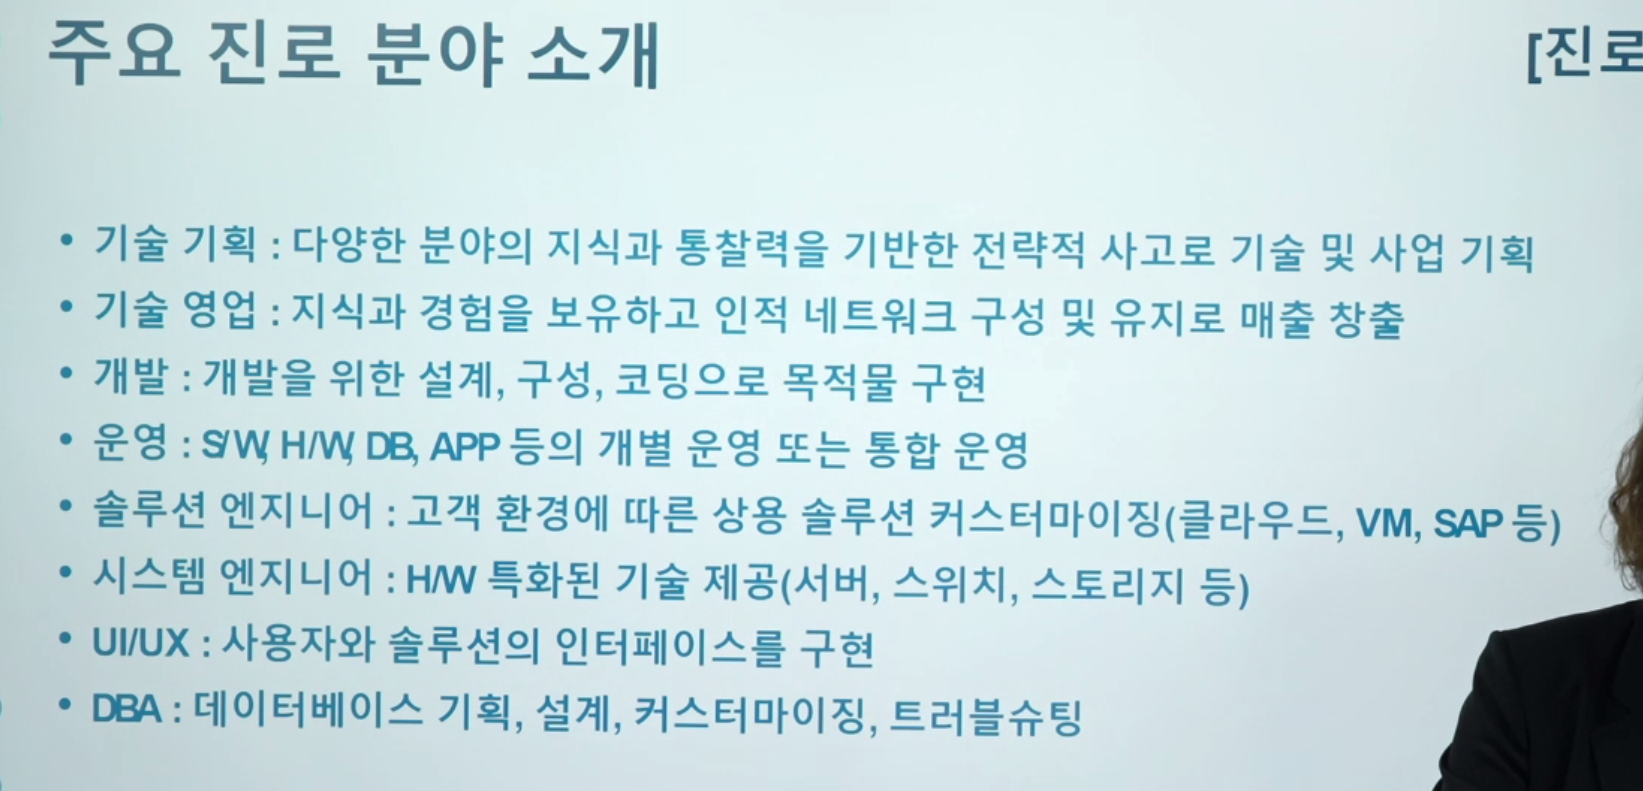 주요 진로 분야 소개
[진로
• 기술 기획 : 다양한 분야의 지식과 통찰력을 기반한 전략적 사고로 기술 및 사업 기획
• 기술 영업 : 지식과 경험을 보유하고 인적 네트워크 구성 및 유지로 매출 창출
• 개발 : 개발을 위한 설계, 구성, 코딩으로 목적물 구현
• 운영 : S/W, H/W, DB, APP 등의 개별 운영 또는 통합 운영
• 솔루션 엔지니어 : 고객 환경에 따른 상용 솔루션 커스터마이징(클라우드, VM, SAP 등)
• 시스템 엔지니어 : H/W 특화된 기술 제공(서버, 스위치, 스토리지 등)
• UI/UX : 사용자와 솔루션의 인터페이스를 구현
• DBA : 데이터베이스 기획, 설계, 커스터마이징, 트러블슈팅